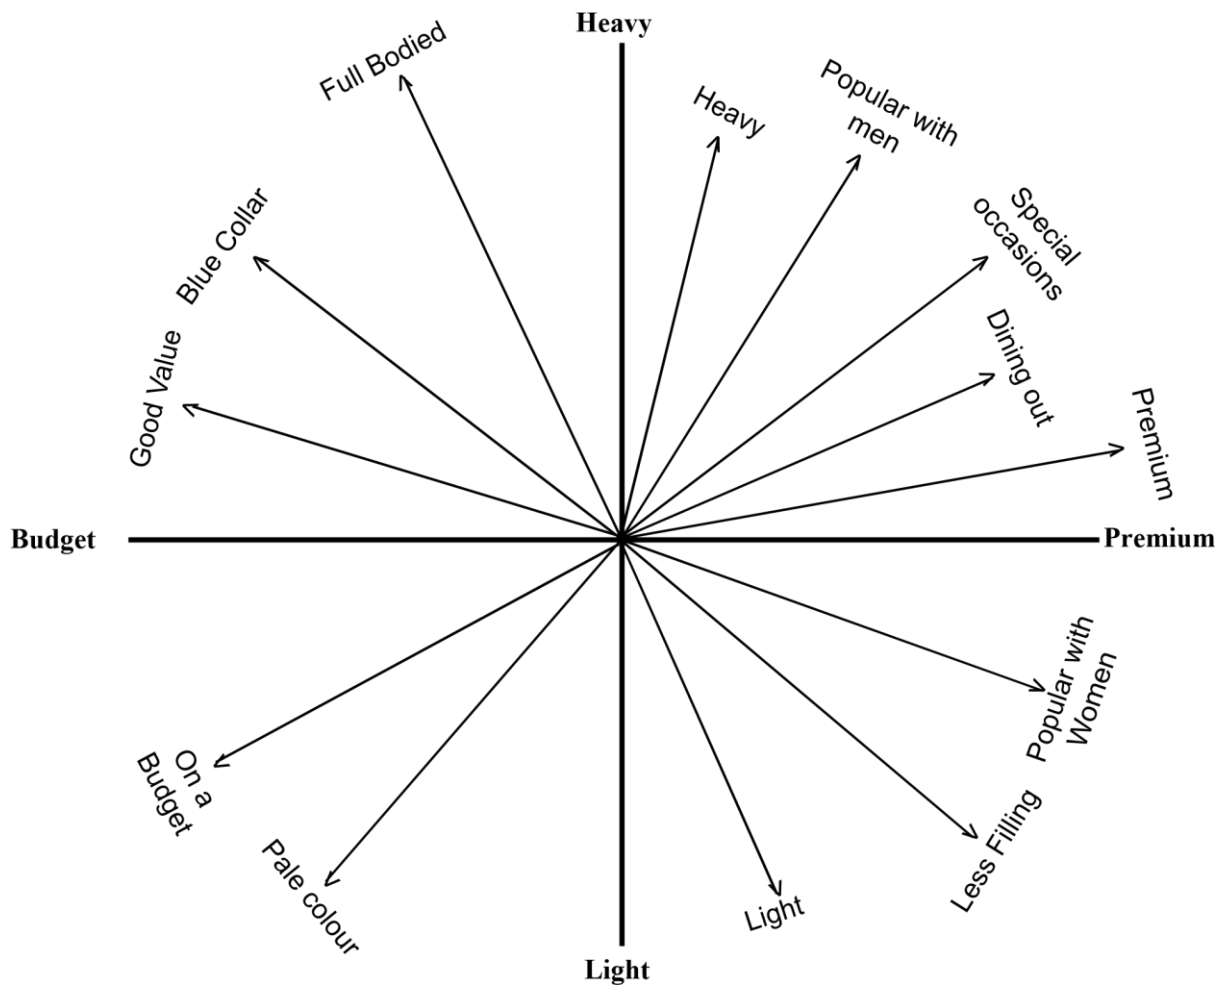 Heavy
Full Bodied
Heavy
Popular with
men
Special
occasions
Blue Collar
Dining out
Good Value
Premium
Budget
Premium
Popular with
Women
On a
Budget
Less Filling
Pale colour
Light
Light